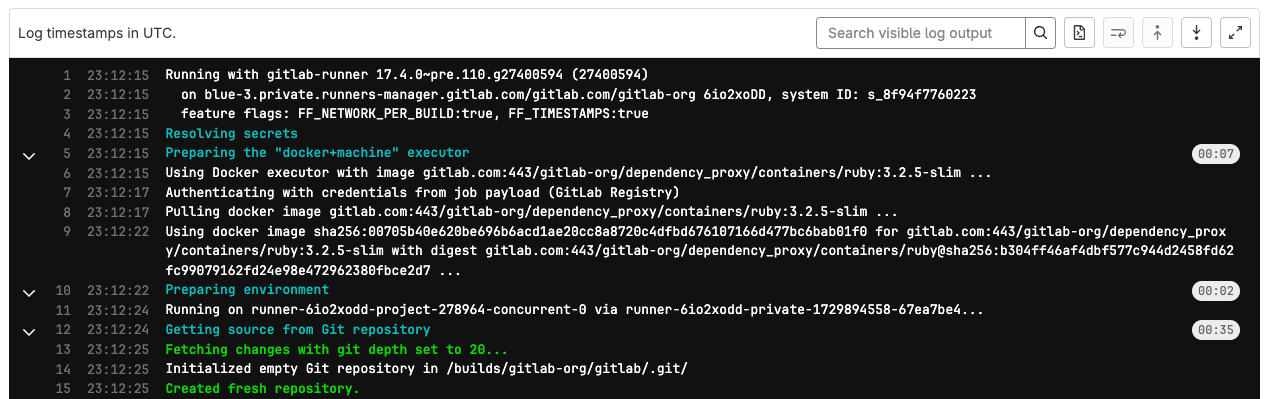 Log timestamps in UTC.
Search visible log output
1 23:12:15 Running with gitlab-runner 17.4.0~pre.110.g27400594 (27400594)
2 23:12:15 on blue-3.private.runners-manager.gitlab.com/gitlab.com/gitlab-org 6io2xoDD, system ID: s_8f94f7760223
3 23:12:15 feature flags: FF_NETWORK_PER_BUILD:true, FF_TIMESTAMPS:true
4 23:12:15 Resolving secrets
5 23:12:15 Preparing the "docker+machine" executor 00:07
6 23:12:15 Using Docker executor with image gitlab.com:443/gitlab-org/dependency_proxy/containers/ruby:3.2.5-slim ...
7 23:12:17 Authenticating with credentials from job payload (GitLab Registry)
8 23:12:17 Pulling docker image gitlab.com:443/gitlab-org/dependency_proxy/containers/ruby:3.2.5-slim ...
9 23:12:22 Using docker image sha256:00705b40e620be696b6acd1ae20cc8a8720c4dfbd676107166d477bc6bab01f0 for gitlab.com:443/gitlab-org/dependency_prox
y/containers/ruby:3.2.5-slim with digest gitlab.com:443/gitlab-org/dependency_proxy/containers/ruby@sha256:b304ff46af4dbf577c944d2458fd62
fc99079162fd24e98e472962380fbce2d7 ...
10 23:12:22 Preparing environment 00:02
11 23:12:24 Running on runner-6io2xodd-project-278964-concurrent-0 via runner-6io2xodd-private-1729894558-67ea7be4...
12 23:12:24 Getting source from Git repository 00:35
13 23:12:25 Fetching changes with git depth set to 20...
14 23:12:25 Initialized empty Git repository in /builds/gitlab-org/gitlab/.git/
15 23:12:25 Created fresh repository.